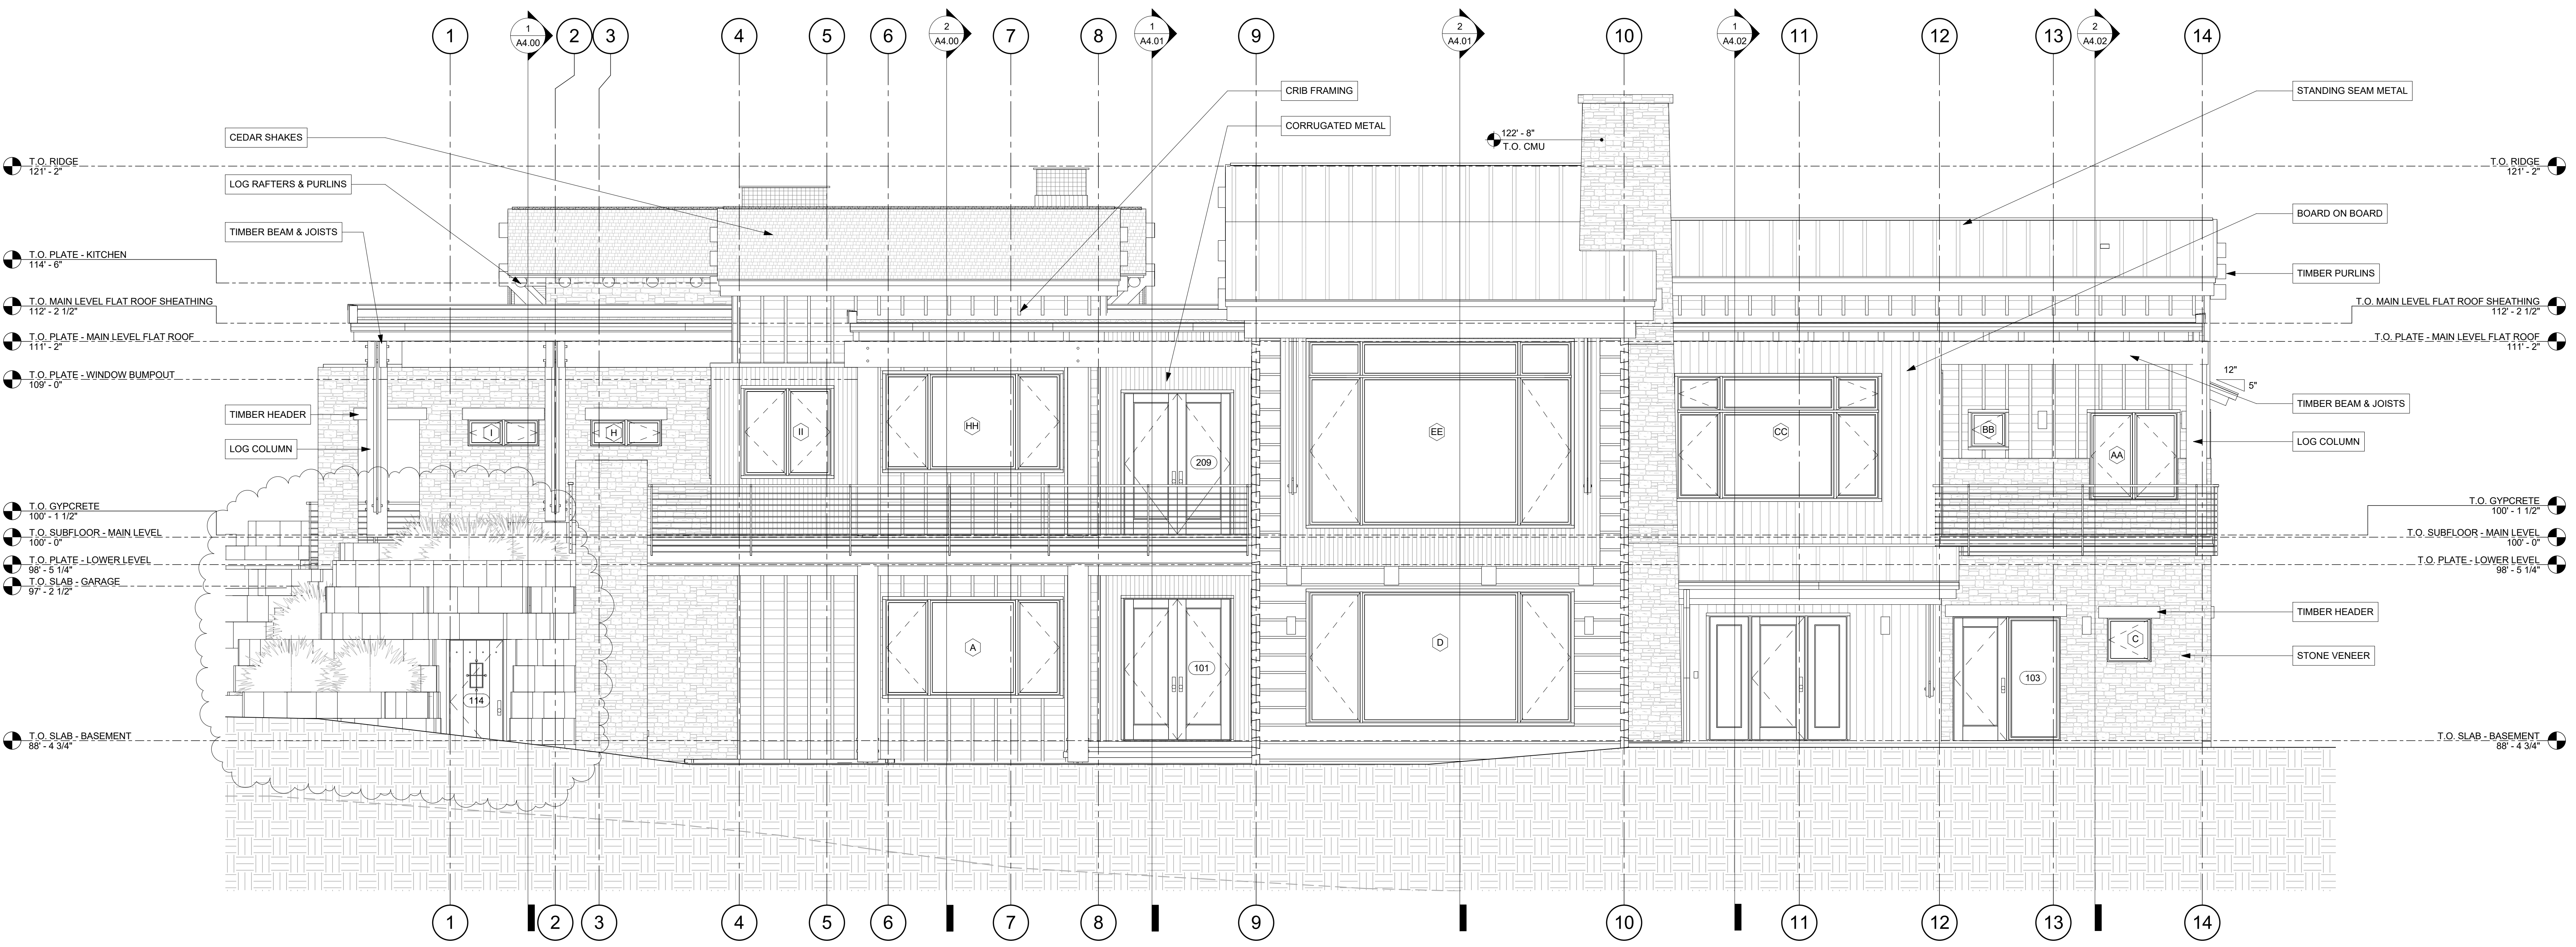 1
1
A4.00
2
3
4
5
6
2
A4.00
7
8
1
A4.01
9
2
A4.01
10
1
A4.02
11
12
13
2
A4.02
14
CRIB FRAMING
STANDING SEAM METAL
CORRUGATED METAL
CEDAR SHAKES
122' - 8"
T.O. CMU
T.O. RIDGE
121' - 2"
T.O. RIDGE
121' - 2"
LOG RAFTERS & PURLINS
BOARD ON BOARD
TIMBER BEAM & JOISTS
T.O. PLATE - KITCHEN
114' - 6"
TIMBER PURLINS
T.O. MAIN LEVEL FLAT ROOF SHEATHING
112' - 2 1/2"
T.O. MAIN LEVEL FLAT ROOF SHEATHING
112' - 2 1/2"
T.O. PLATE - MAIN LEVEL FLAT ROOF
111' - 2"
T.O. PLATE - MAIN LEVEL FLAT ROOF
111' - 2"
T.O. PLATE - WINDOW BUMPOUT
109' - 0"
12"
5"
TIMBER BEAM & JOISTS
TIMBER HEADER
I
H
II
HH
EE
CC
BB
AA
LOG COLUMN
LOG COLUMN
209
T.O. GYPCRETE
100' - 1 1/2"
T.O. GYPCRETE
100' - 1 1/2"
T.O. SUBFLOOR - MAIN LEVEL
100' - 0"
T.O. SUBFLOOR - MAIN LEVEL
100' - 0"
T.O. PLATE - LOWER LEVEL
98' - 5 1/4"
T.O. PLATE - LOWER LEVEL
98' - 5 1/4"
T.O. SLAB - GARAGE
97' - 2 1/2"
TIMBER HEADER
A
D
C
STONE VENEER
101
103
114
T.O. SLAB - BASEMENT
88' - 4 3/4"
T.O. SLAB - BASEMENT
88' - 4 3/4"
1
2
3
4
5
6
7
8
9
10
11
12
13
14